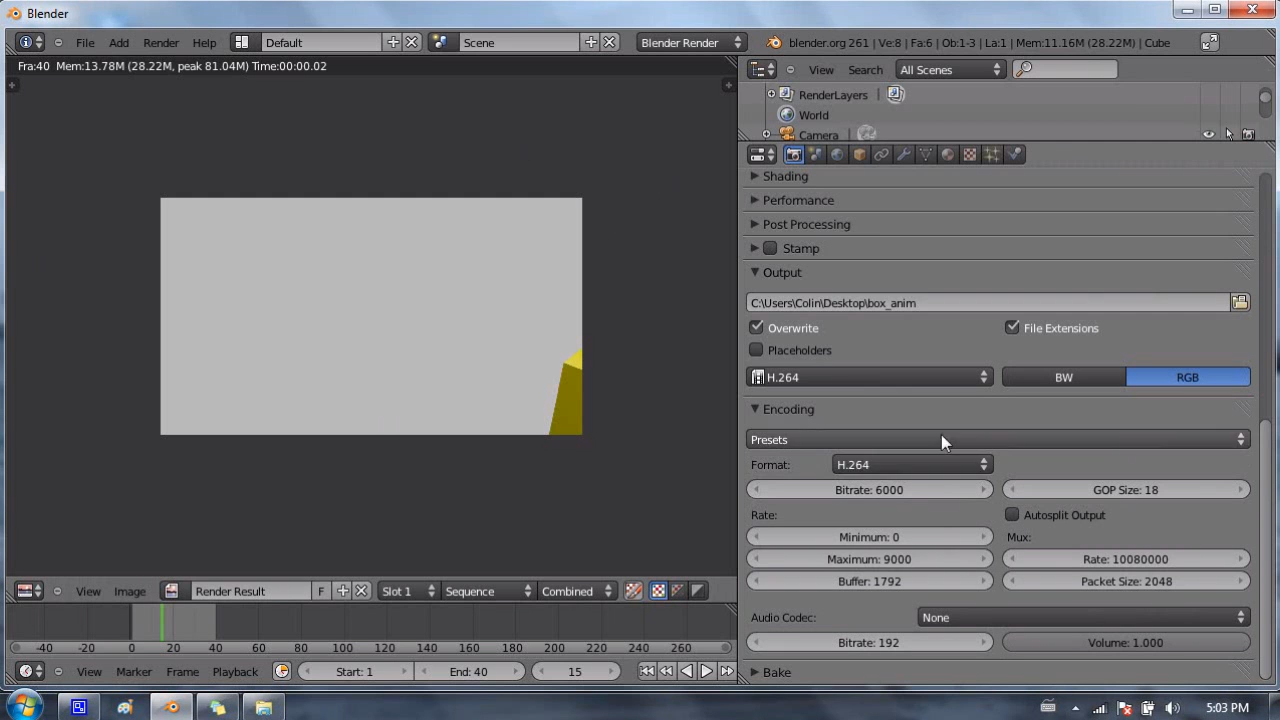 Blender
File Add Render Help Default Scene Blender Render blender.org 261 | Ve:8 | Fa:6 | Ob:1-3 | La:1 | Mem:11.16M (28.22M) | Cube
Fra:40 Mem:13.78M (28.22M, peak 81.04M) Time:00:00.02
View Search All Scenes
RenderLayers |
World
Camera |
Shading
Performance
Post Processing
Stamp
Output
C:\Users\Colin\Desktop\box_anim
Overwrite File Extensions
Placeholders
H.264 BW RGB
Encoding
Presets
Format: H.264
Bitrate: 6000 GOP Size: 18
Rate: Autosplit Output
Minimum: 0 Mux:
Maximum: 9000 Rate: 10080000
Buffer: 1792 Packet Size: 2048
Audio Codec: None
Bitrate: 192 Volume: 1.000
Bake
View Image Render Result F Slot 1 Sequence Combined
-40 -20 0 20 40 60 80 100 120 140 160 180 200 220 240 260
View Marker Frame Playback Start: 1 End: 40 15
5:03 PM